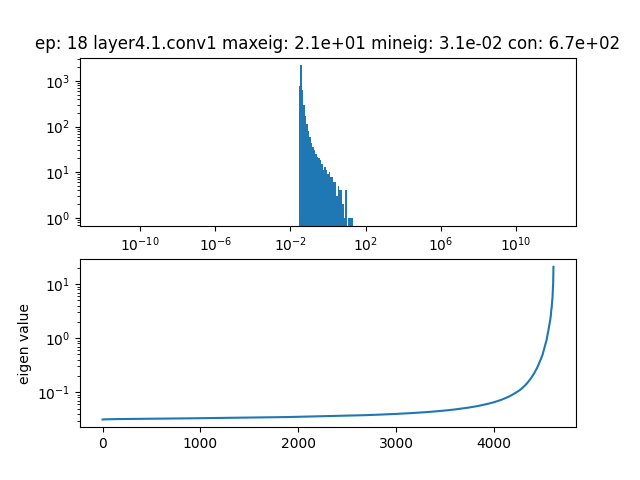 ep: 18 layer4.1.conv1 maxeig: 2.1e+01 mineig: 3.1e-02 con: 6.7e+02
10³
10²
10¹
10⁰
10⁻¹⁰ 10⁻⁶ 10⁻² 10² 10⁶ 10¹⁰
eigen value
10¹
10⁰
10⁻¹
0 1000 2000 3000 4000